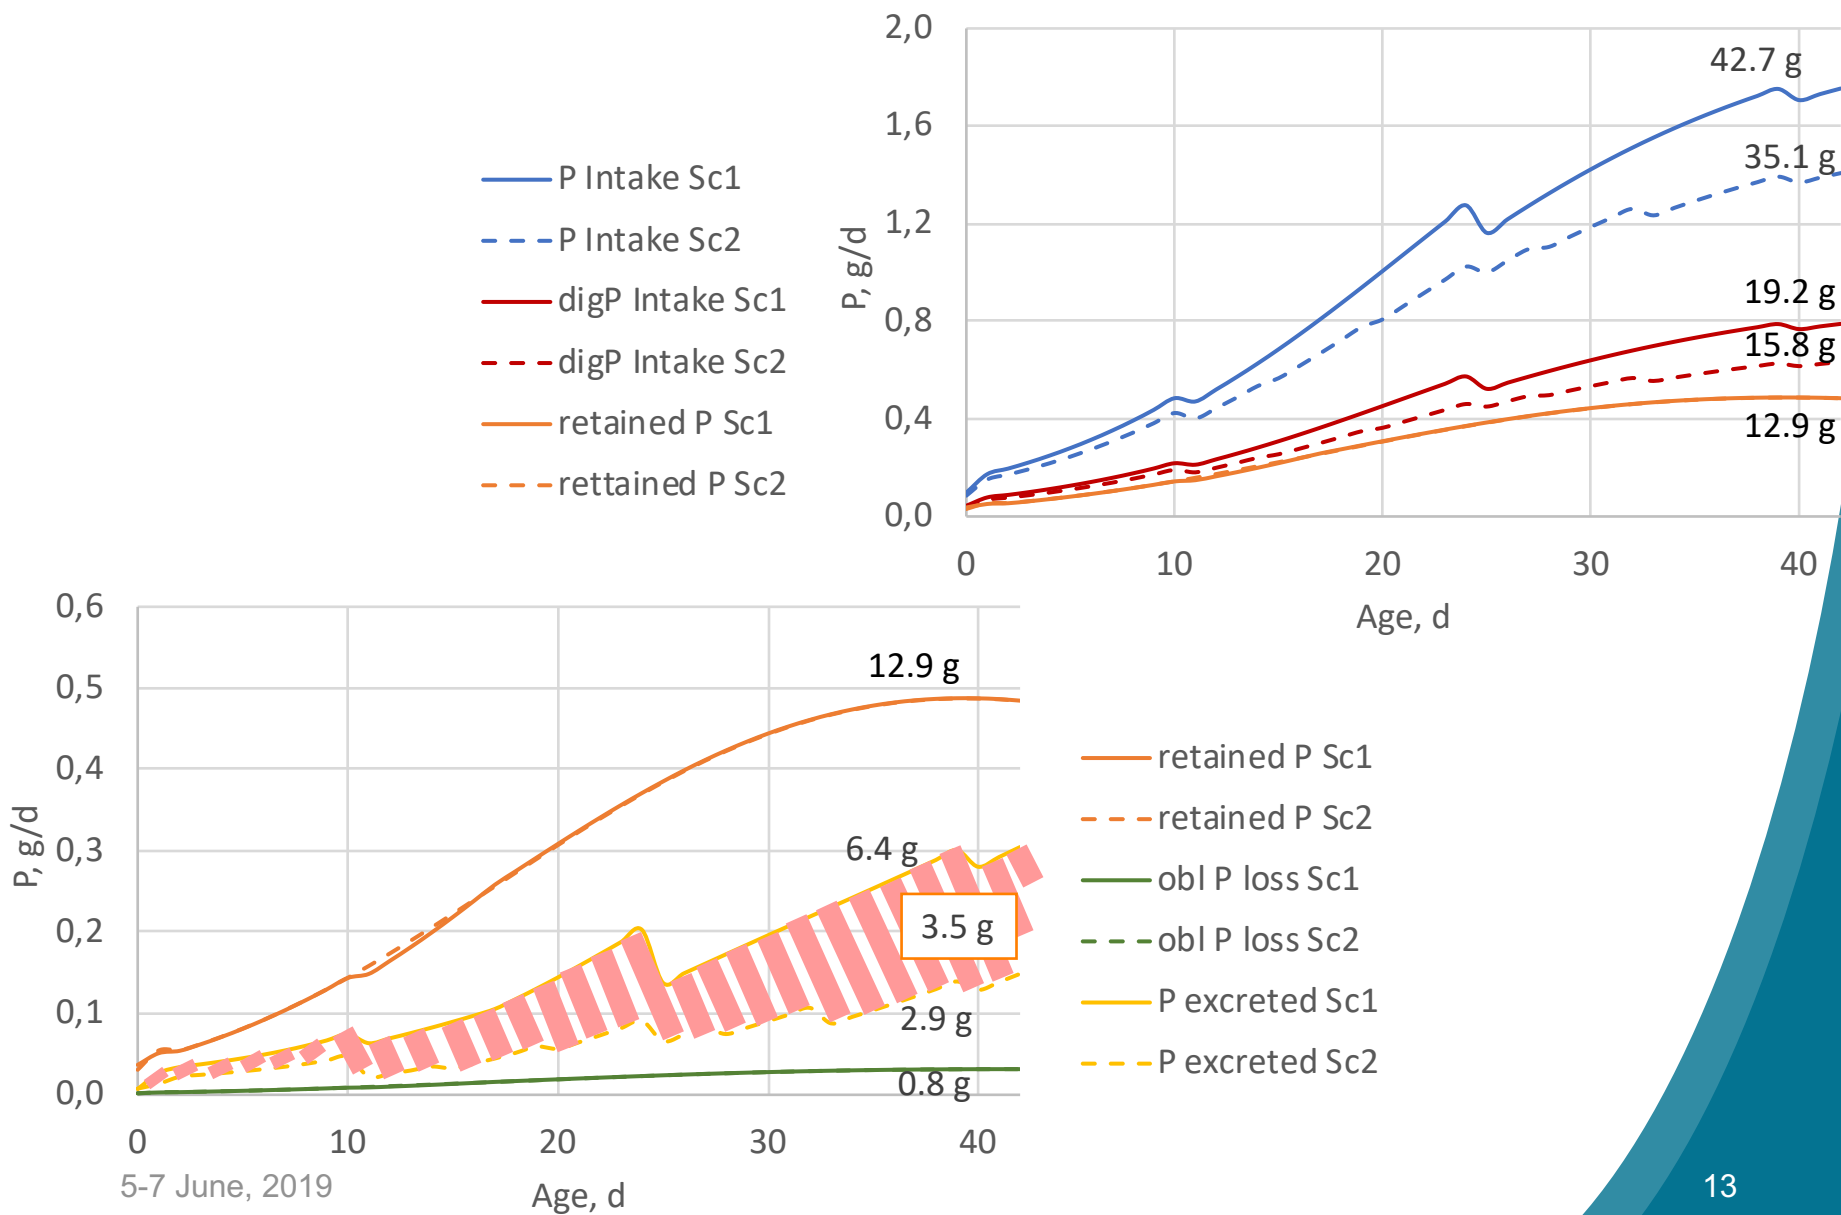 P Intake Sc1
P Intake Sc2
digP Intake Sc1
digP Intake Sc2
retained P Sc1
rettained P Sc2
P, g/d
2,0
1,6
1,2
0,8
0,4
0,0
42.7 g
35.1 g
19.2 g
15.8 g
12.9 g
0 10 20 30 40
Age, d
P, g/d
0,6
0,5
0,4
0,3
0,2
0,1
0,0
12.9 g
6.4 g
3.5 g
2.9 g
0.8 g
0 10 20 30 40
Age, d
retained P Sc1
retained P Sc2
obl P loss Sc1
obl P loss Sc2
P excreted Sc1
P excreted Sc2
5-7 June, 2019
13